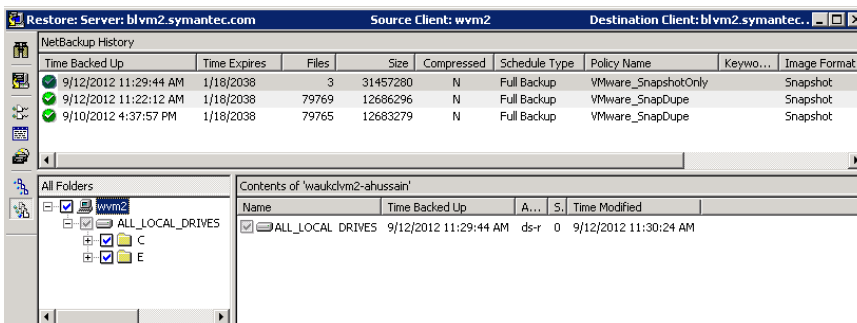 Restore: Server: blvm2.symantec.com Source Client: wvm2 Destination Client: blvm2.symantec..
NetBackup History
Time Backed Up Time Expires Files Size Compressed Schedule Type Policy Name Keywo... Image Format
9/12/2012 11:29:44 AM 1/18/2038 3 31457280 N Full Backup VMware_SnapshotOnly Snapshot
9/12/2012 11:22:12 AM 1/18/2038 79769 12686296 N Full Backup VMware_SnapDupe Snapshot
9/10/2012 4:37:57 PM 1/18/2038 79765 12683279 N Full Backup VMware_SnapDupe Snapshot
All Folders Contents of 'waukclvm2-ahussain'
wvm2 Name Time Backed Up A... S. Time Modified
ALL_LOCAL_DRIVES ALL_LOCAL DRIVES 9/12/2012 11:29:44 AM ds-r 0 9/12/2012 11:30:24 AM
C
E